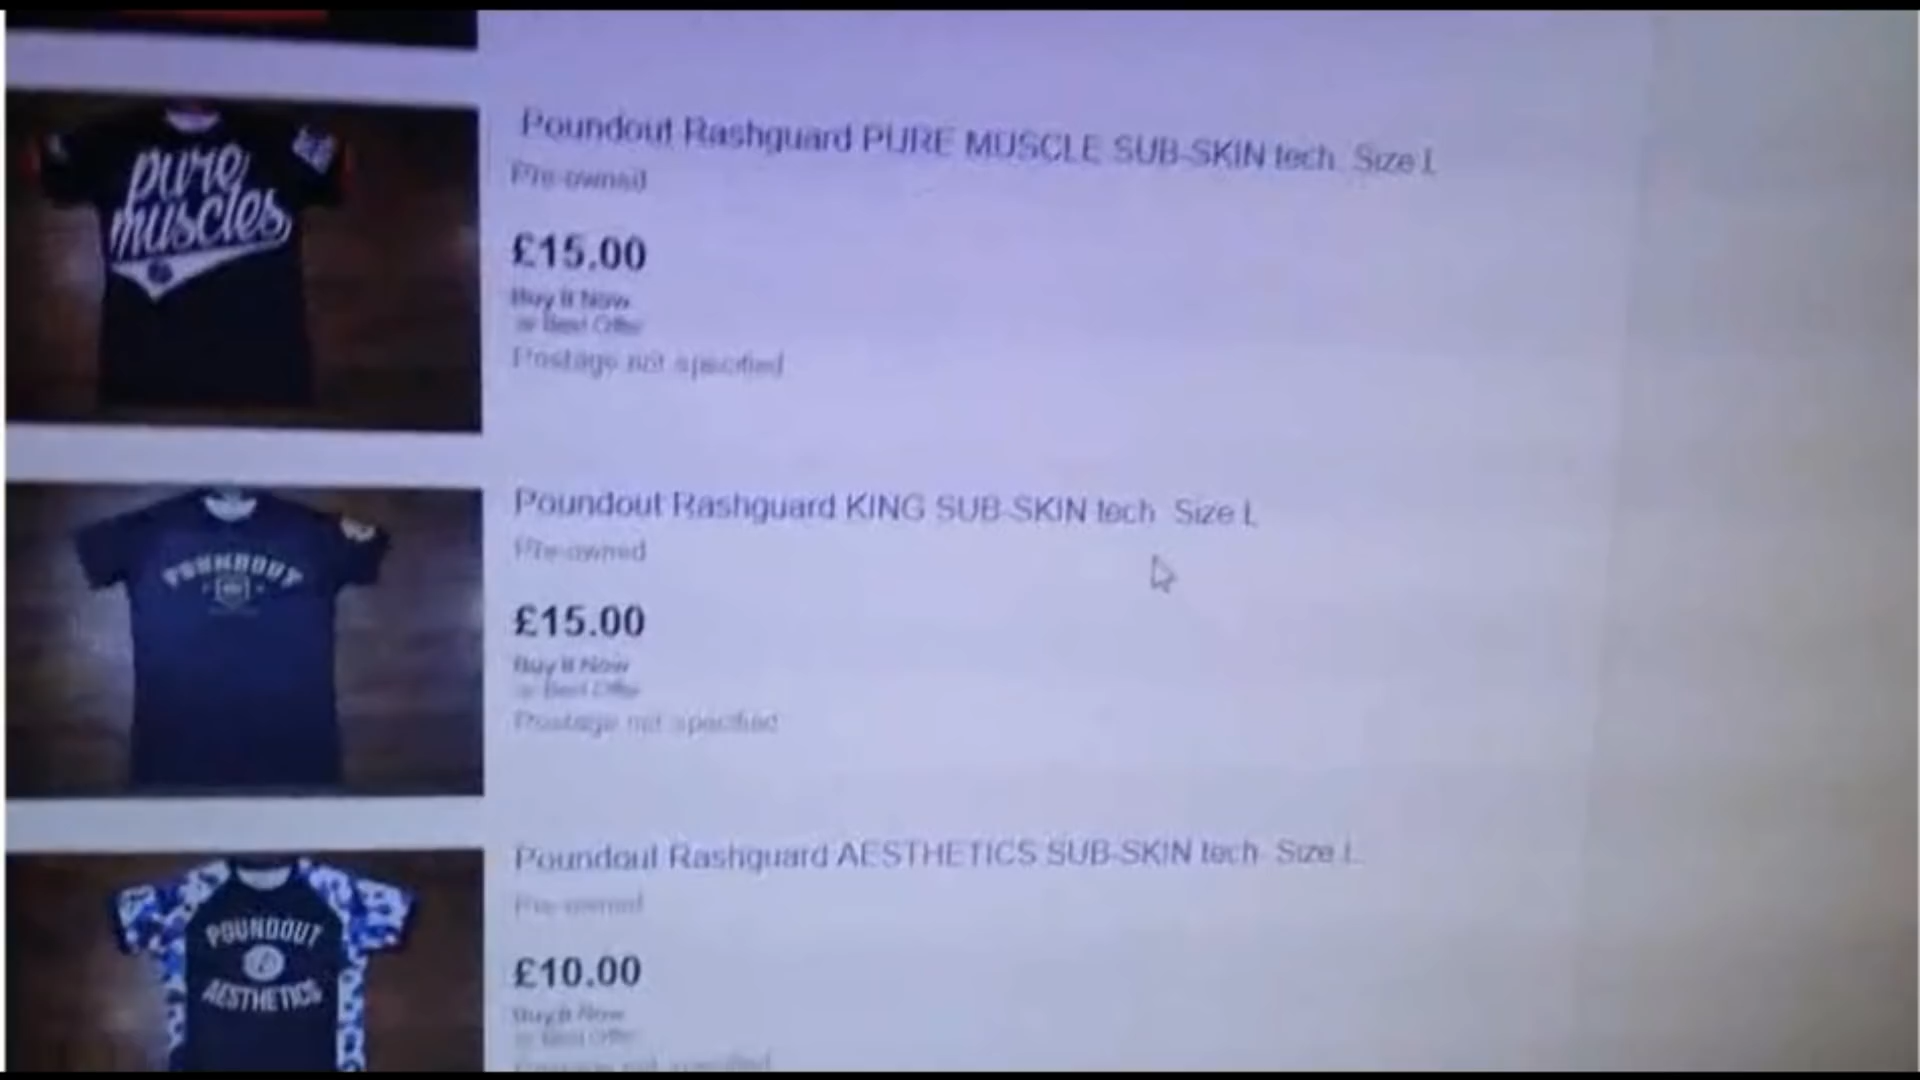 pure
muscles
Poundout Rashguard PURE MUSCLE SUB-SKIN tech Size L
Pre-owned
£15.00
Buy It Now
or Best Offer
Postage not specified
POUNDOUT
Poundout Rashguard KING SUB-SKIN tech Size L
Pre-owned
£15.00
Buy It Now
or Best Offer
Postage not specified
POUNDOUT
AESTHETICS
Poundout Rashguard AESTHETICS SUB-SKIN tech Size L
Pre-owned
£10.00
Buy It Now
or Best Offer
Postage not specified